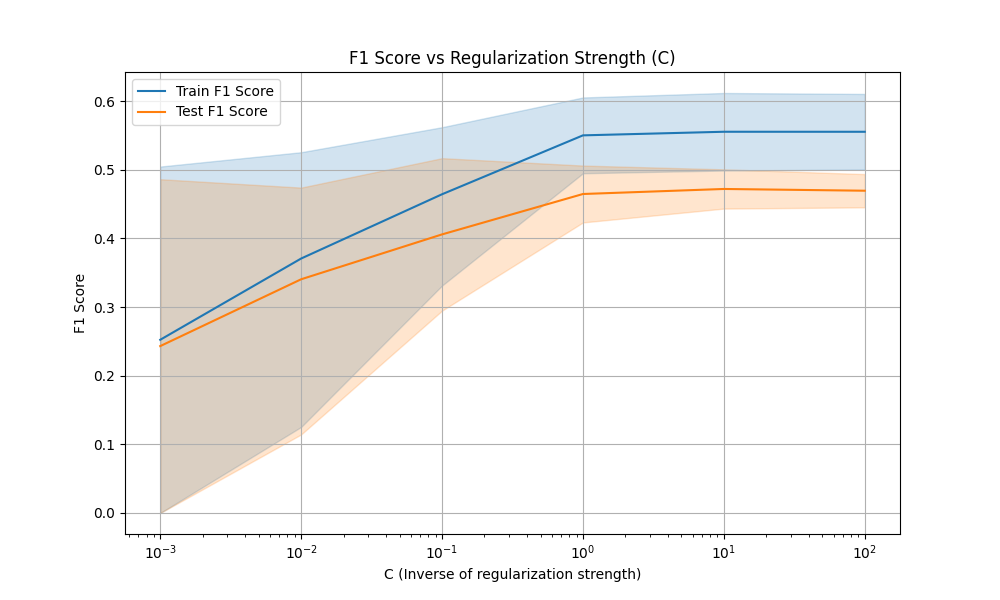 F1 Score vs Regularization Strength (C)
Train F1 Score
Test F1 Score
F1 Score
0.6
0.5
0.4
0.3
0.2
0.1
0.0
10⁻³ 10⁻² 10⁻¹ 10⁰ 10¹ 10²
C (Inverse of regularization strength)